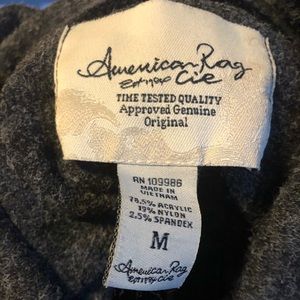 American Rag
Cie
TIME TESTED QUALITY
Approved Genuine
Original
RN 109986
MADE IN
VIETNAM
78.5% ACRYLIC
19% NYLON
2.5% SPANDEX
M
American Rag
Cie